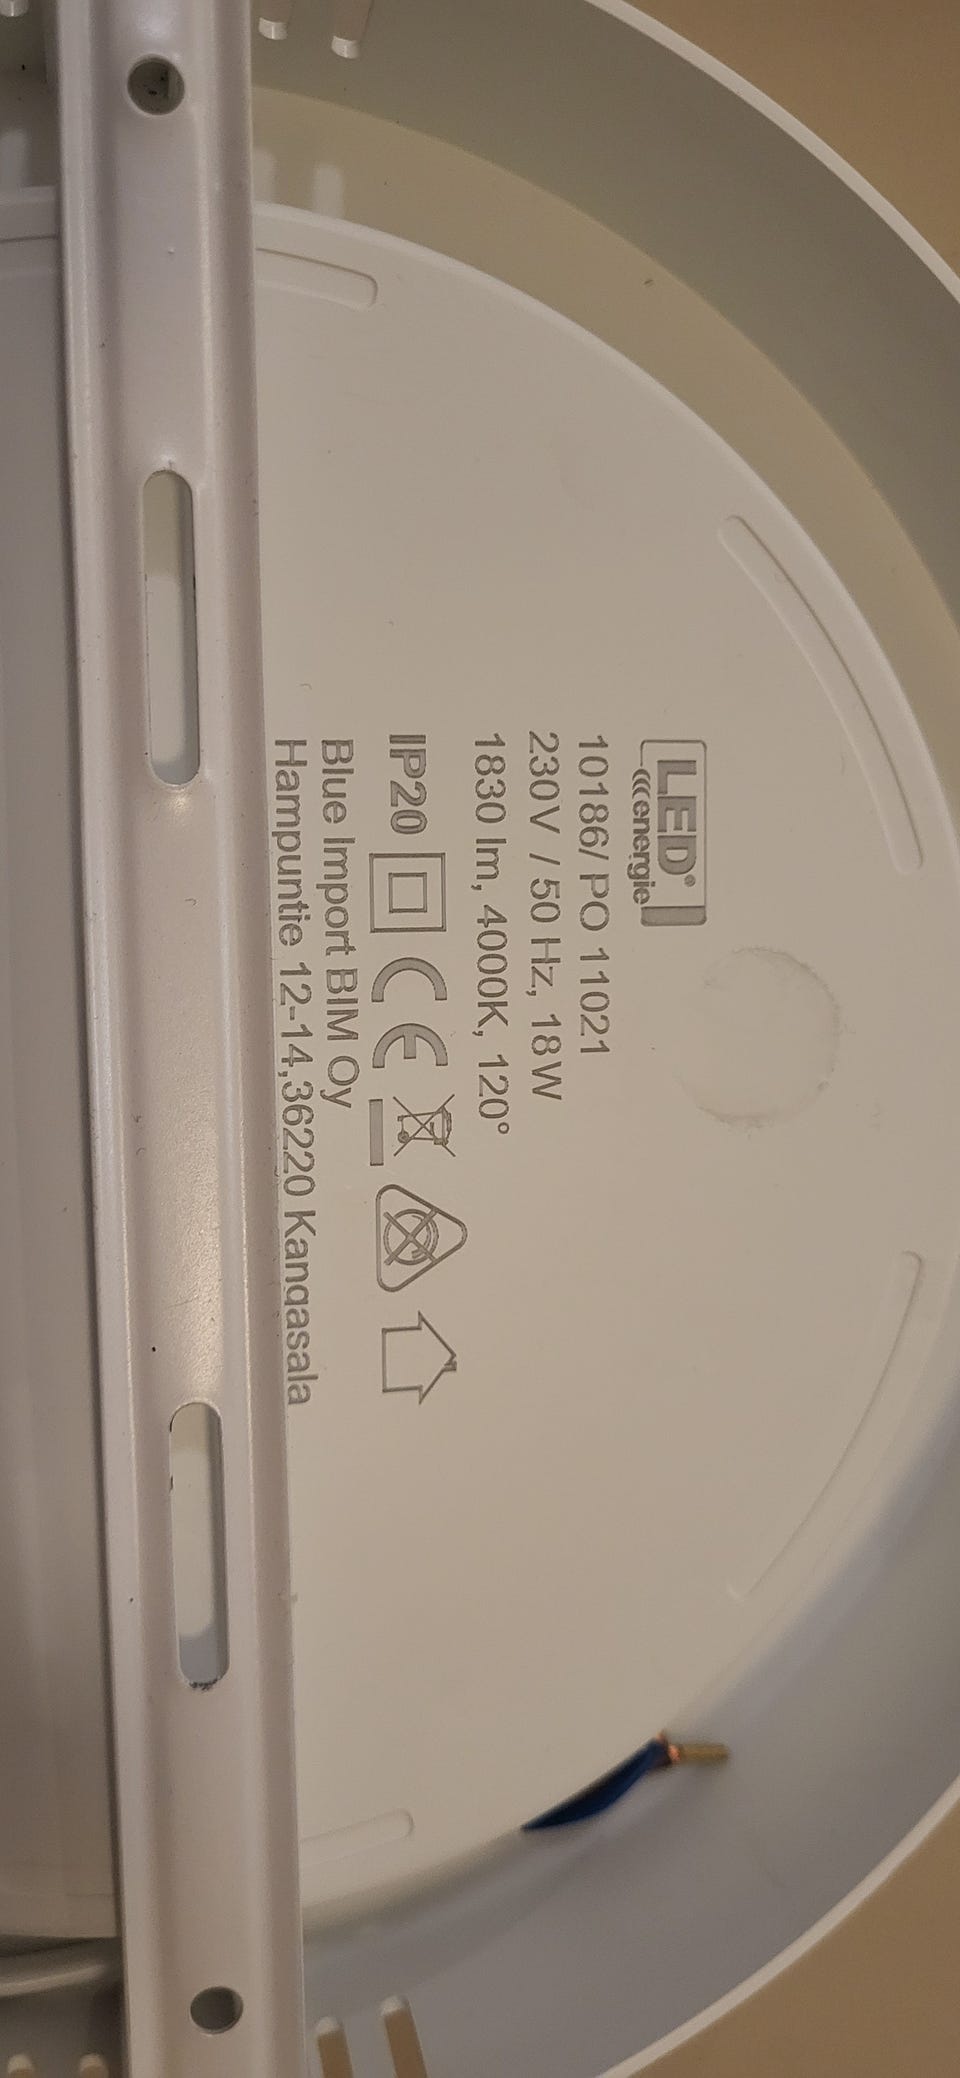 LED®
energie
10186/ PO 11021
230V / 50 Hz, 18W
1830 lm, 4000K, 120°
IP20 CE
Blue Import BIM Oy
Hampuntie 12-14,36220 Kangasala